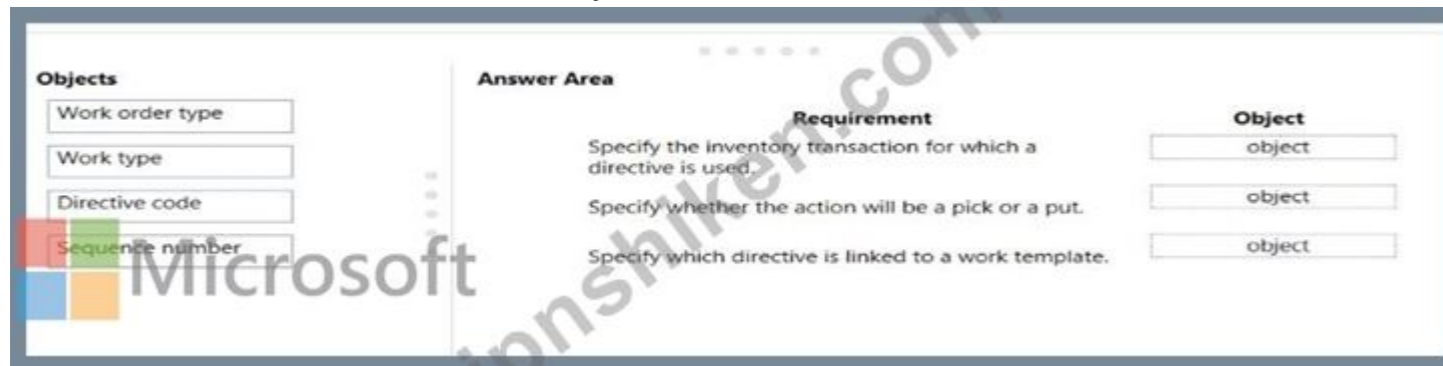 Objects
Work order type
Work type
Directive code
Sequence number
Microsoft
Answer Area
Requirement
Object
Specify the inventory transaction for which a
directive is used.
object
Specify whether the action will be a pick or a put.
object
Specify which directive is linked to a work template.
object
ionshiken.com